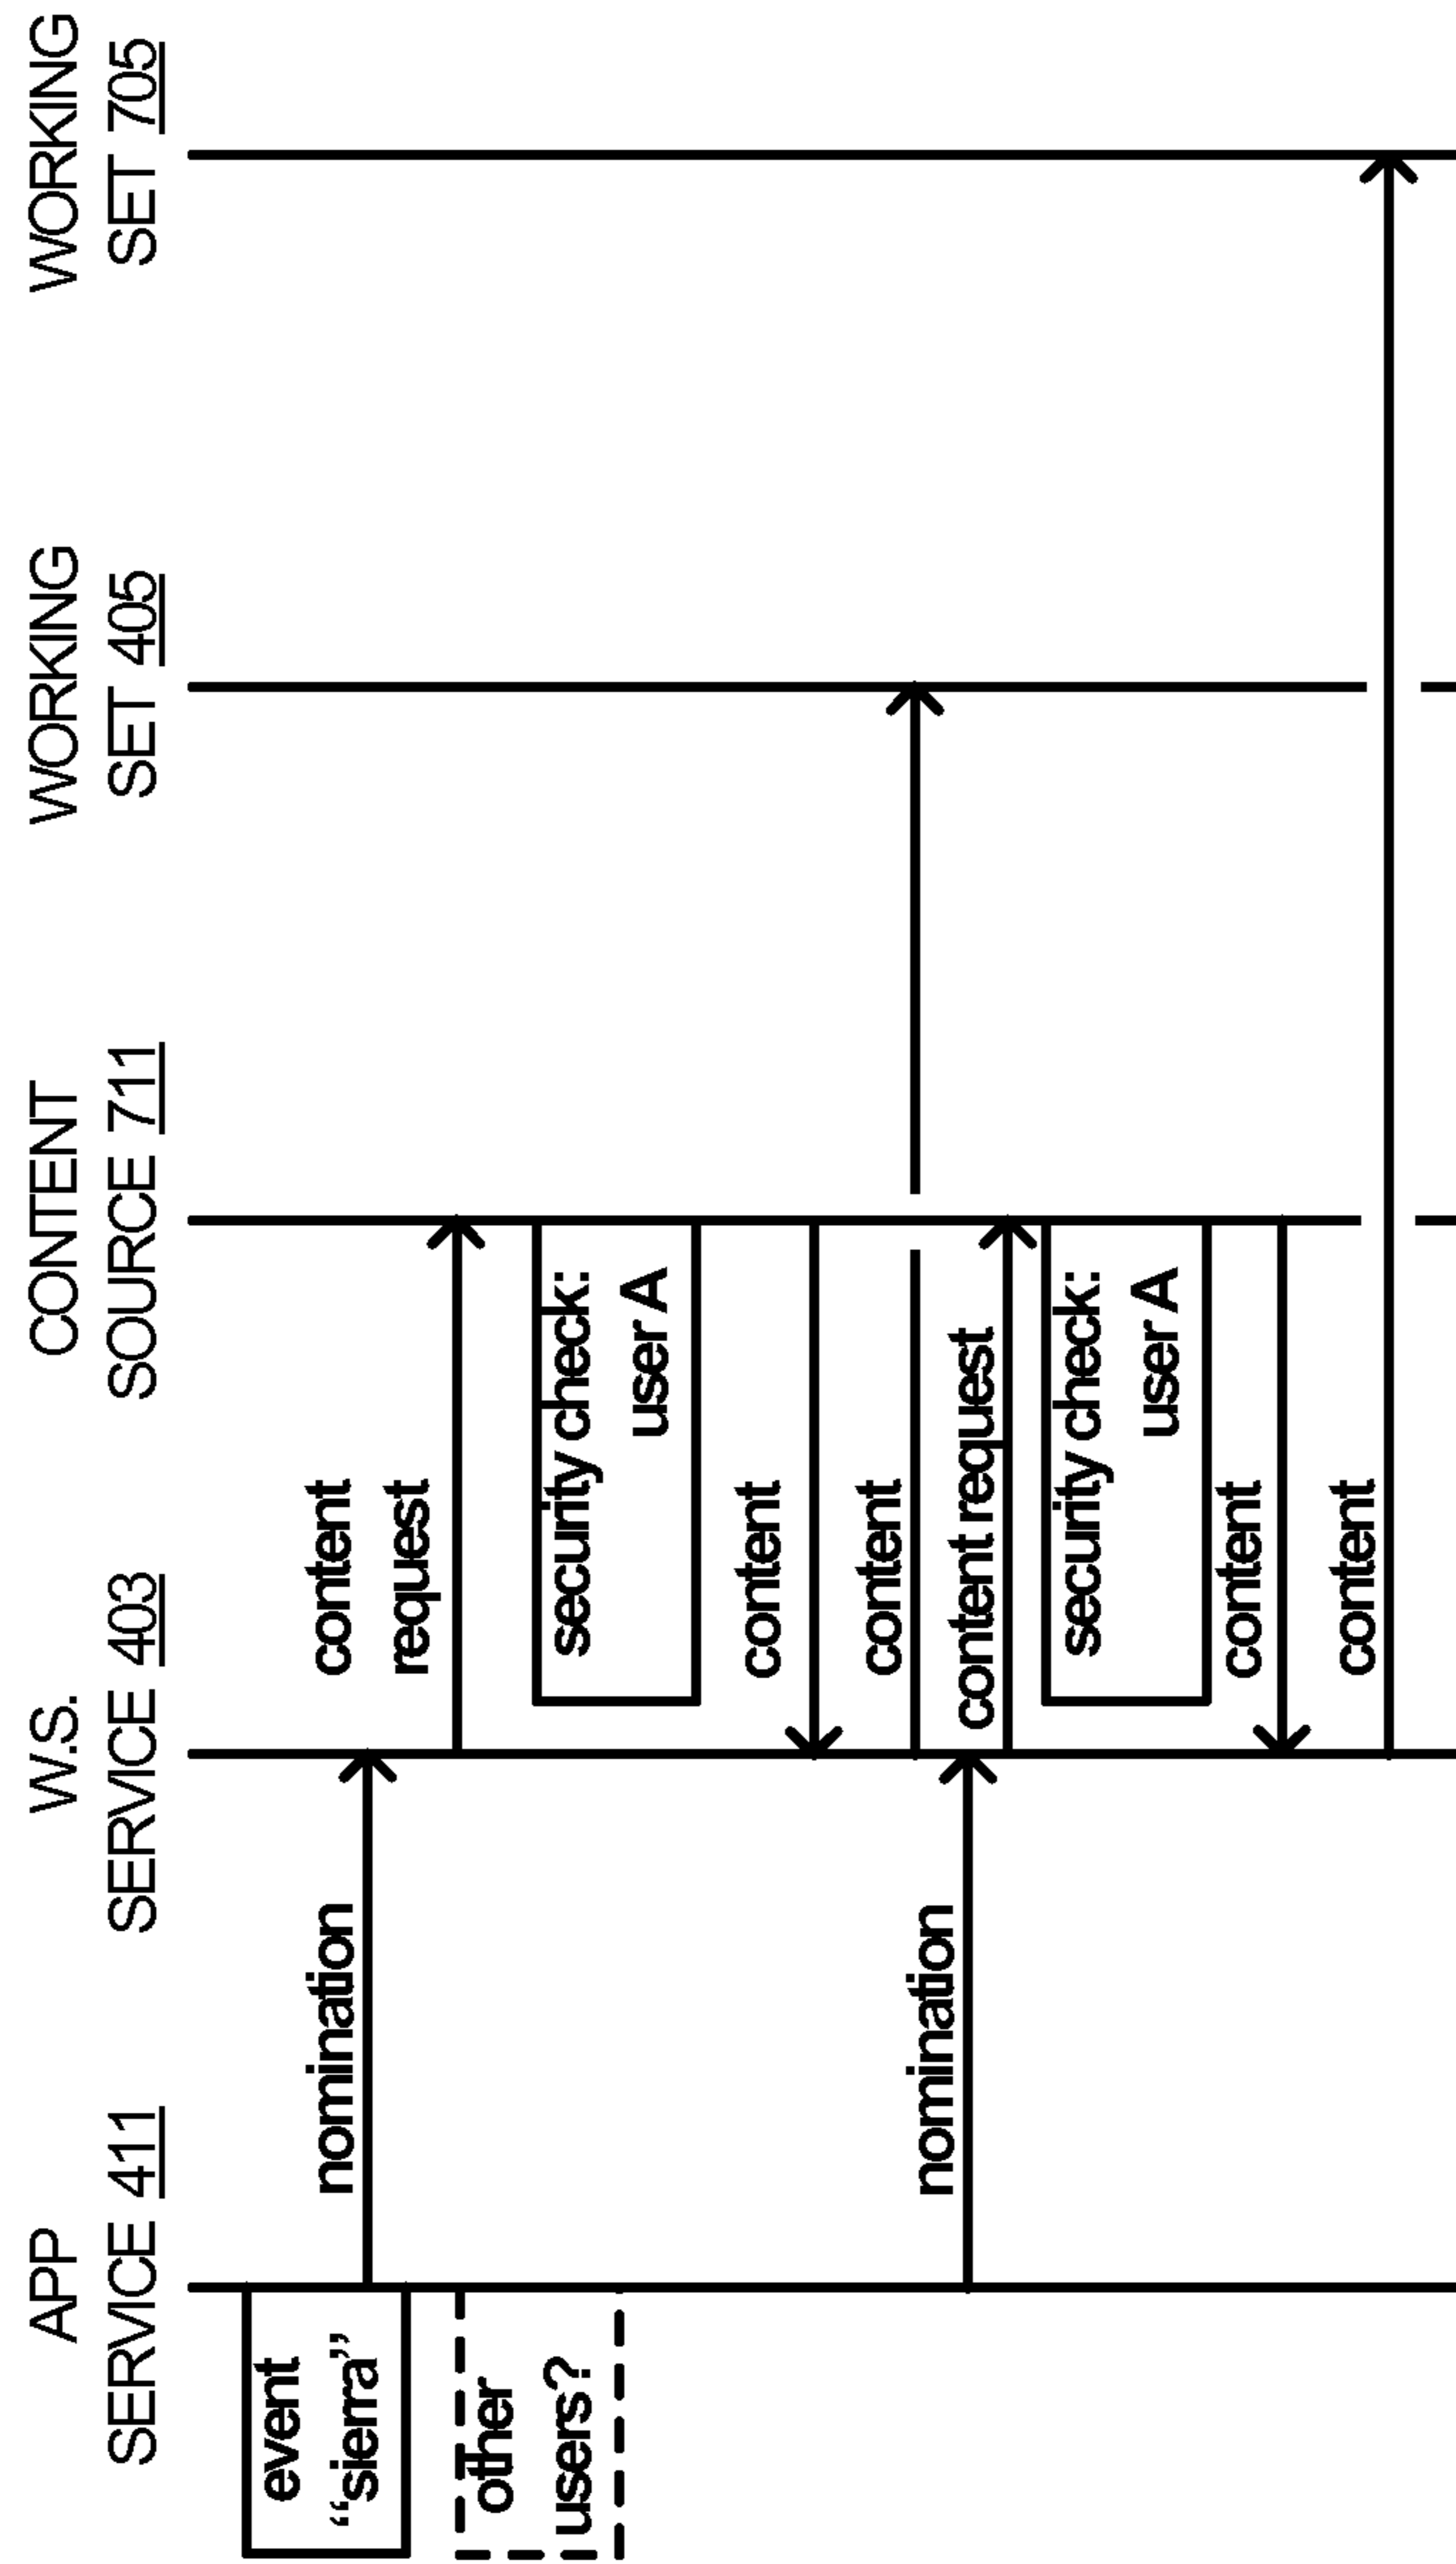 APP
SERVICE 411
W.S.
SERVICE 403
CONTENT
SOURCE 711
WORKING
SET 405
WORKING
SET 705
event
“sierra”
nomination
content
request
other
users?
security check:
user A
content
content
nomination
content request
security check:
user A
content
content